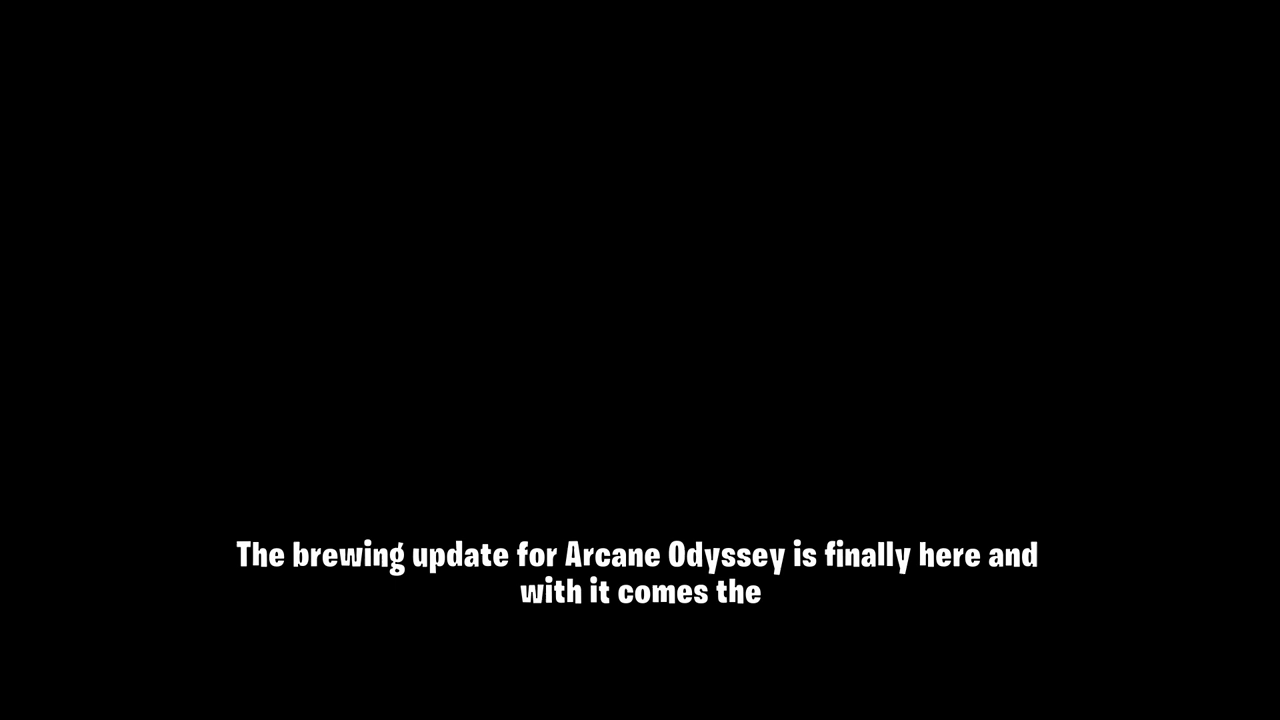 The brewing update for Arcane Odyssey is finally here and
with it comes the